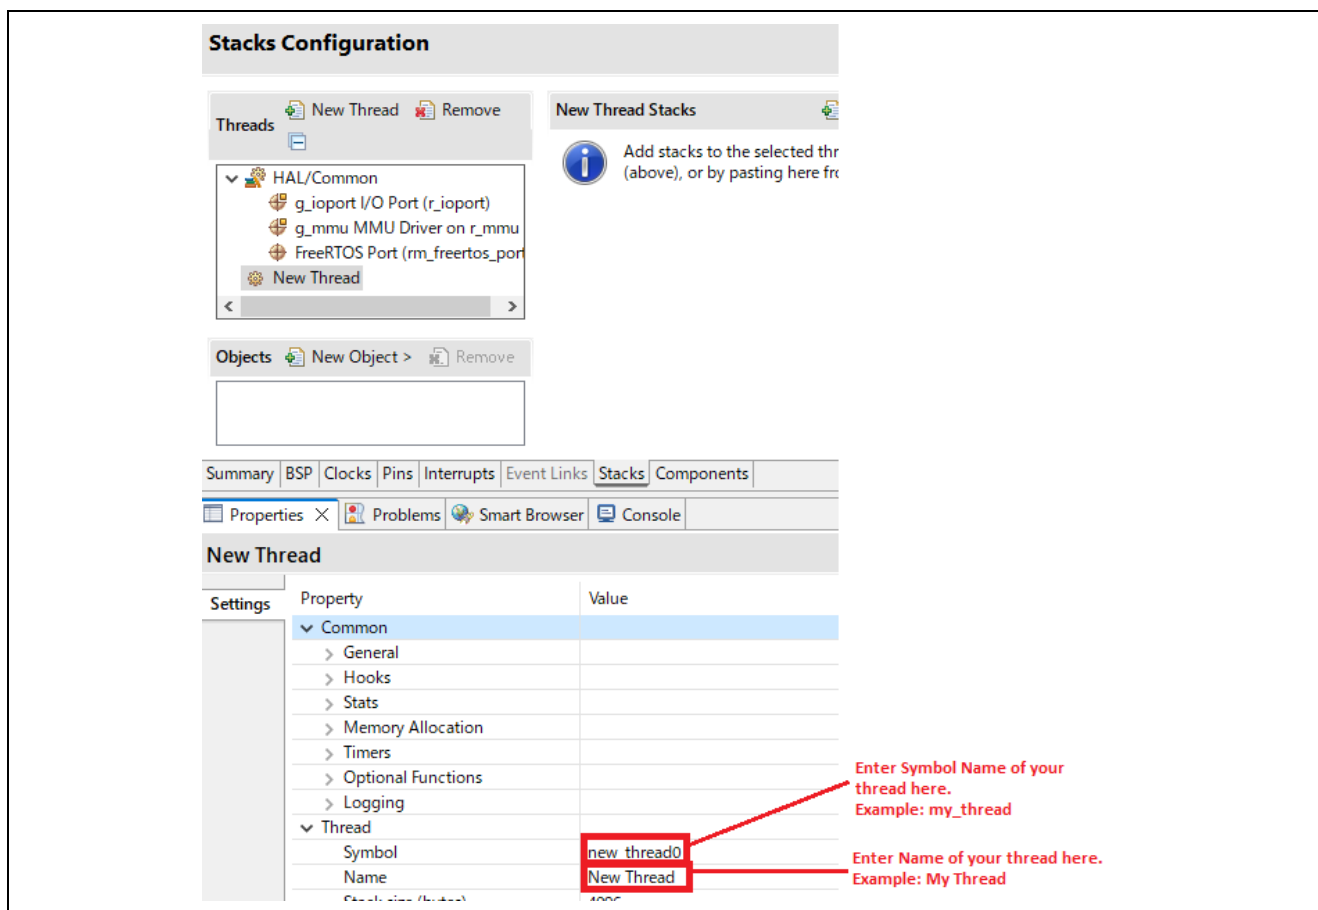 Stacks Configuration
Threads
New Thread
Remove
HAL/Common
g_ioport I/O Port (r_ioport)
g_mmu MMU Driver on r_mmu
FreeRTOS Port (rm_freertos_port
New Thread
New Thread Stacks
Add stacks to the selected thr
(above), or by pasting here fr
Objects
New Object >
Remove
Summary BSP Clocks Pins Interrupts Event Links Stacks Components
Properties Problems Smart Browser Console
New Thread
Settings
Property Value
Common
General
Hooks
Stats
Memory Allocation
Timers
Optional Functions
Logging
Thread
Symbol new_thread0
Name New Thread
Stack size (bytes) 4096
Enter Symbol Name of your
thread here.
Example: my_thread
Enter Name of your thread here.
Example: My Thread